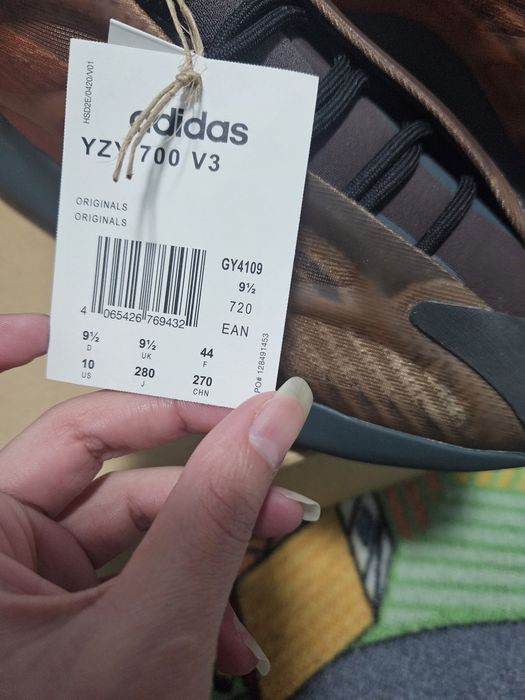 HSD2E/0420/V01
adidas
YZY 700 V3
ORIGINALS
ORIGINALS
GY4109
9½
720
EAN
4 065426 769432
9½ 9½ 44
D UK F
10 280 270
US J CHN
PO# 128491453